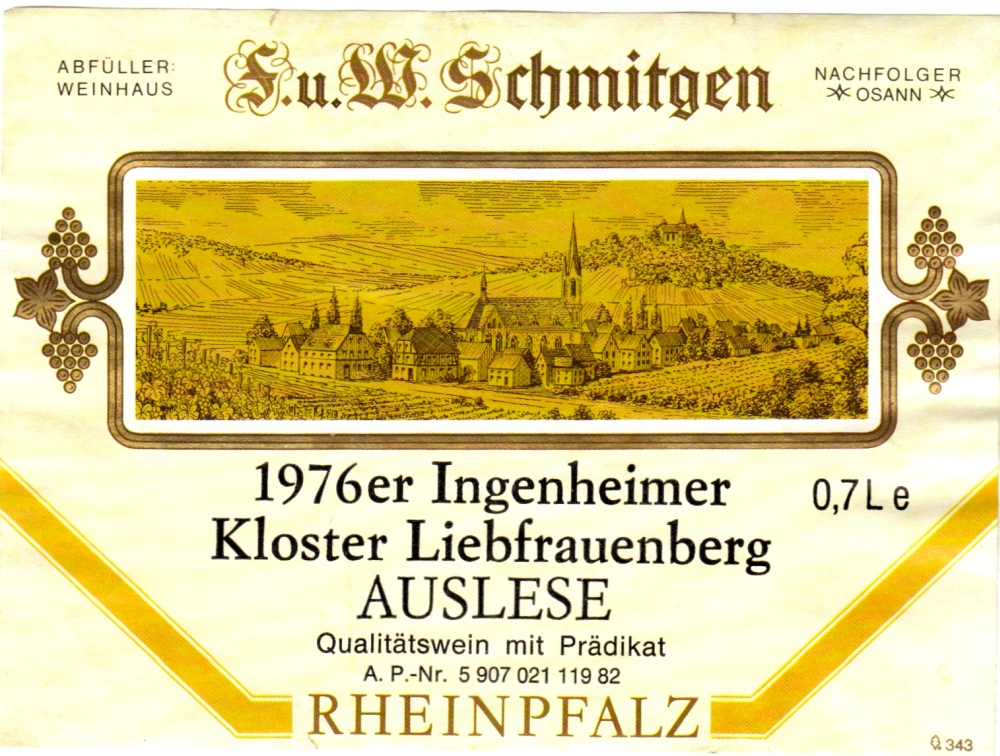 ABFÜLLER:
WEINHAUS
F.u.W. Schmitgen
NACHFOLGER
OSANN
1976er Ingenheimer
0,7 L e
Kloster Liebfrauenberg
AUSLESE
Qualitätswein mit Prädikat
A. P.-Nr. 5 907 021 119 82
RHEINPFALZ
343